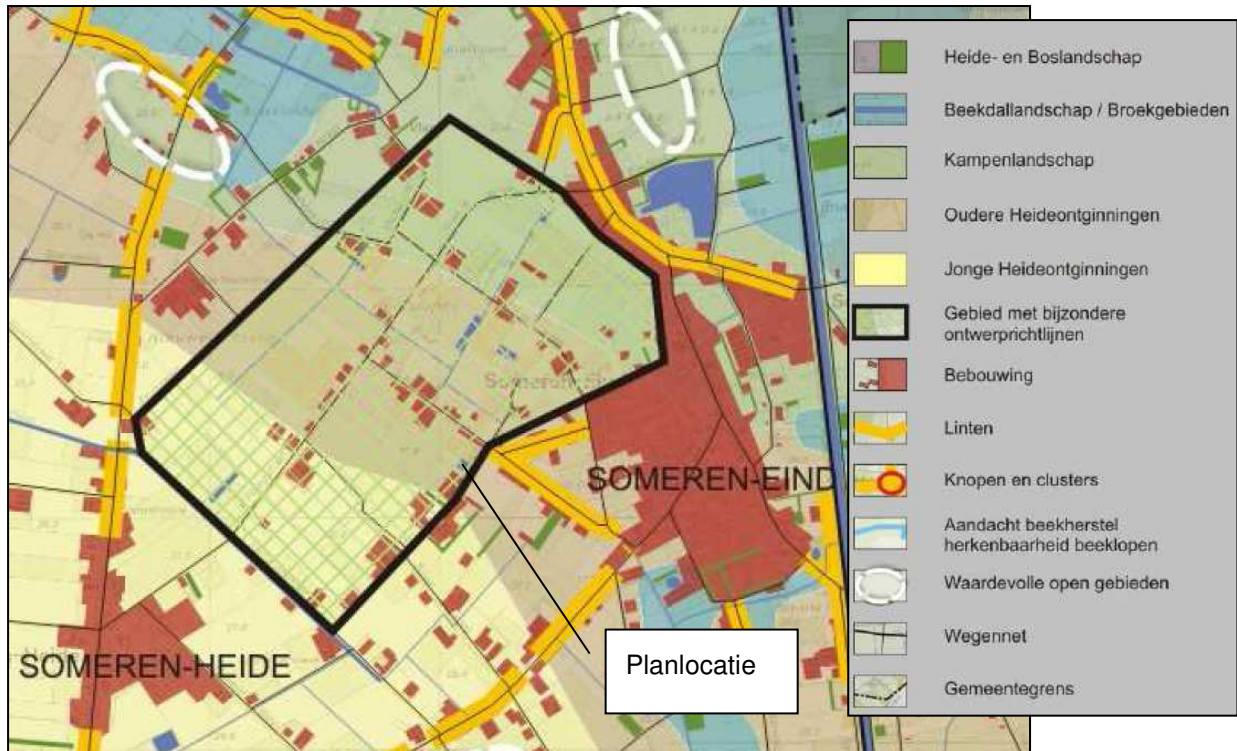 SOMEREN-EIND
SOMEREN-HEIDE
Planlocatie
Heide- en Boslandschap
Beekdallandschap / Broekgebieden
Kampenlandschap
Oudere Heideontginningen
Jonge Heideontginningen
Gebied met bijzondere
ontwerprichtlijnen
Bebouwing
Linten
Knopen en clusters
Aandacht beekherstel
herkenbaarheid beeklopen
Waardevolle open gebieden
Wegennet
Gemeentegrens